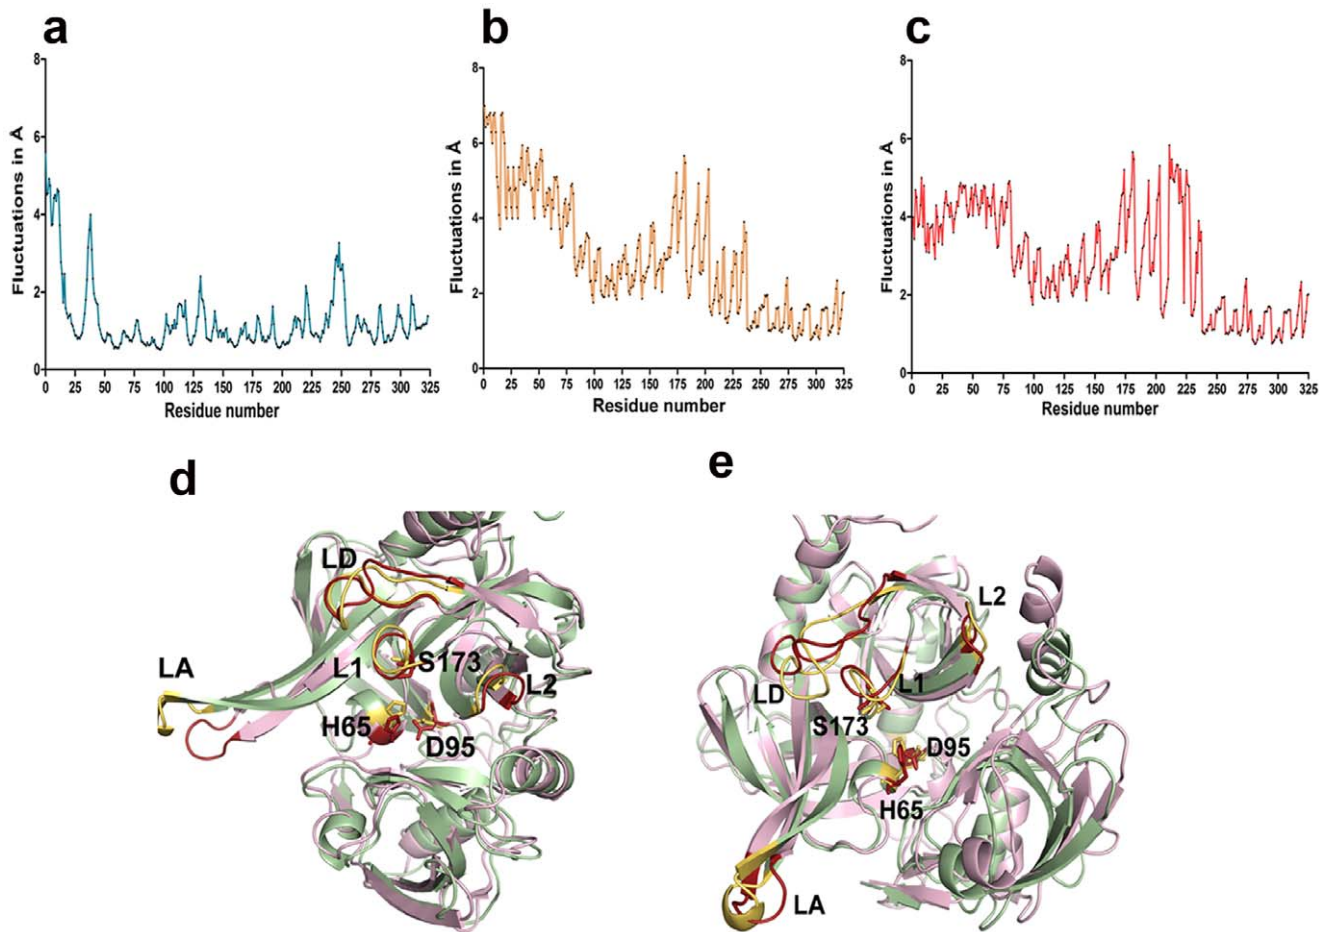 a
b
c
8
6
4
2
0
Fluctuations in Å
0 25 50 75 100 125 150 175 200 225 250 275 300 325
Residue number
8
6
4
2
0
Fluctuations in Å
0 25 50 75 100 125 150 175 200 225 250 275 300 325
Residue number
8
6
4
2
0
Fluctuations in Å
0 25 50 75 100 125 150 175 200 225 250 275 300 325
Residue number
d
LD
LA
L1
S173
L2
H65
D95
e
L2
LD
L1
S173
D95
H65
LA